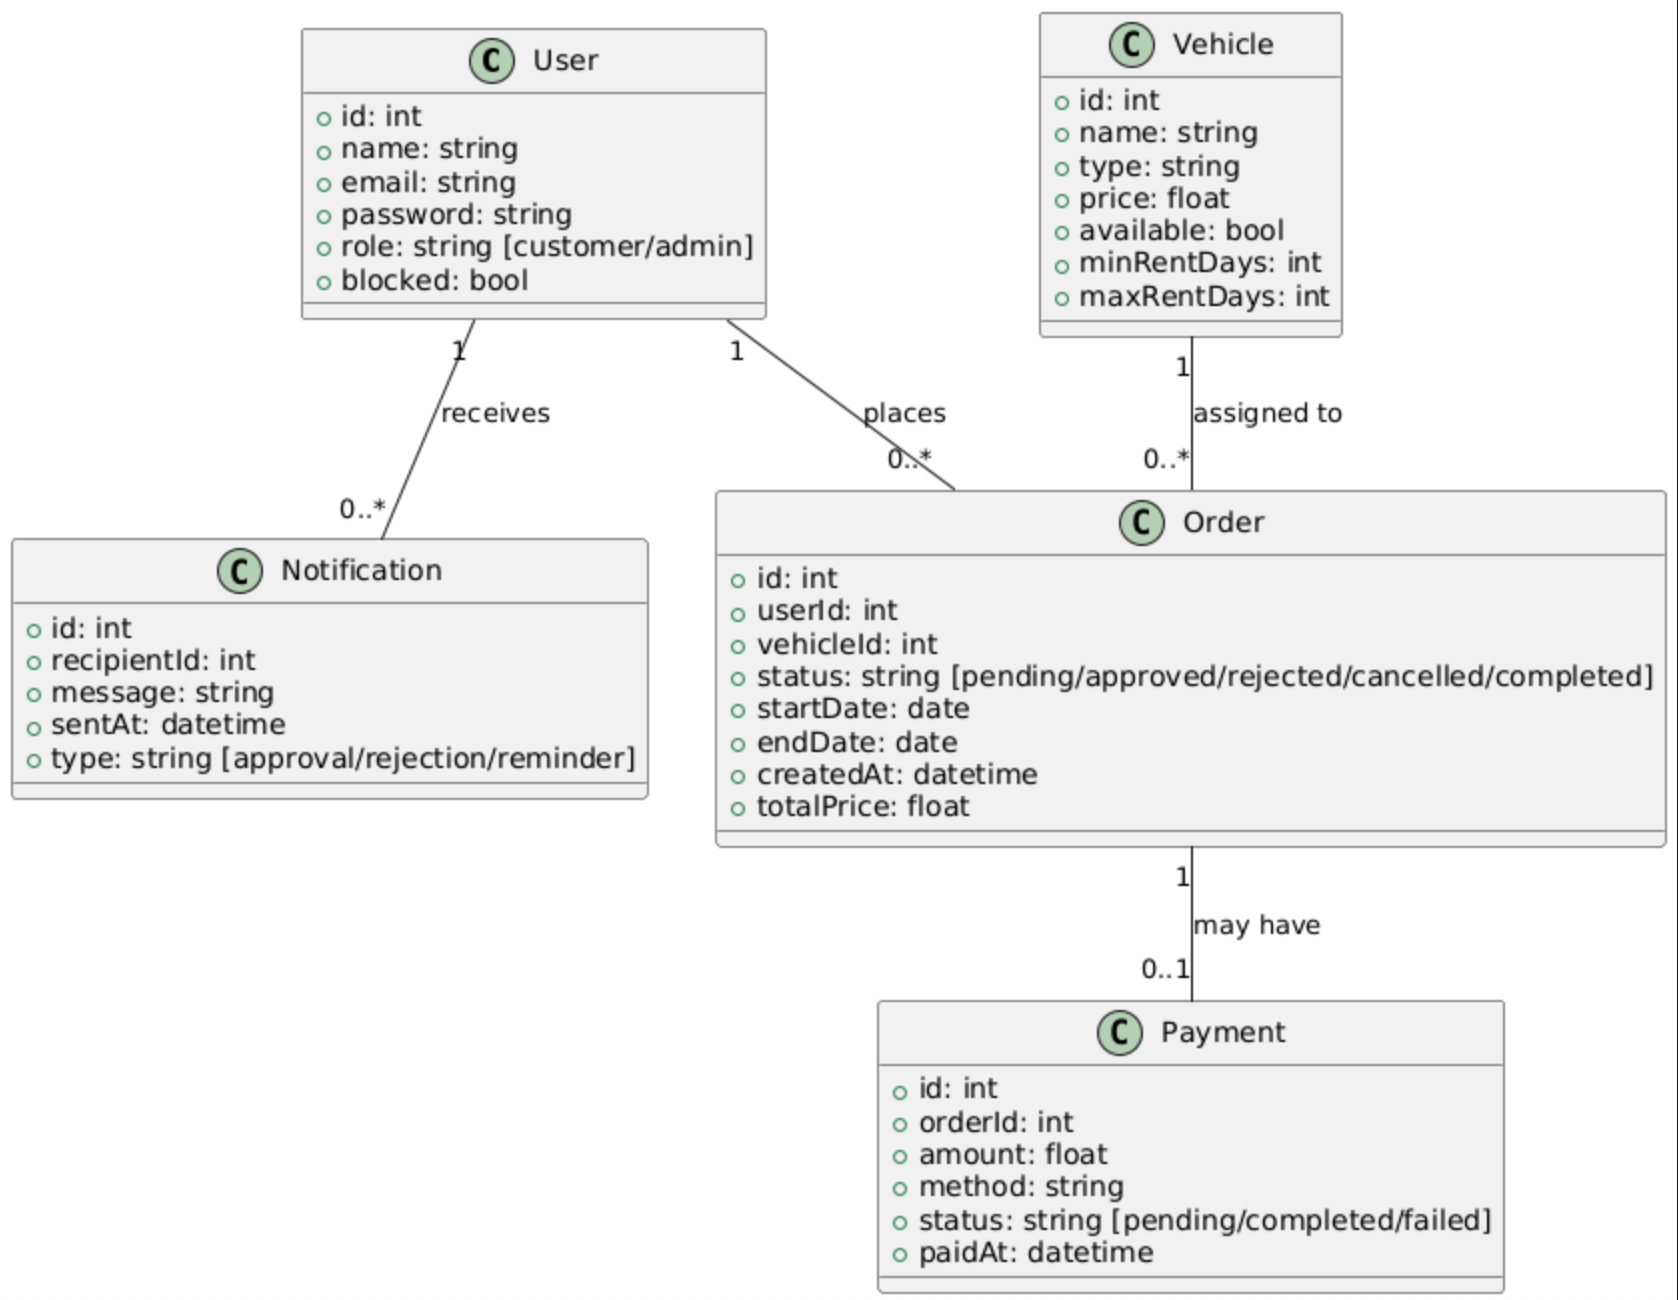 C User
id: int
name: string
email: string
password: string
role: string [customer/admin]
blocked: bool
C Vehicle
id: int
name: string
type: string
price: float
available: bool
minRentDays: int
maxRentDays: int
1
receives
0..*
1
places
0..*
1
assigned to
0..*
C Notification
id: int
recipientId: int
message: string
sentAt: datetime
type: string [approval/rejection/reminder]
C Order
id: int
userId: int
vehicleId: int
status: string [pending/approved/rejected/cancelled/completed]
startDate: date
endDate: date
createdAt: datetime
totalPrice: float
1
may have
0..1
C Payment
id: int
orderId: int
amount: float
method: string
status: string [pending/completed/failed]
paidAt: datetime